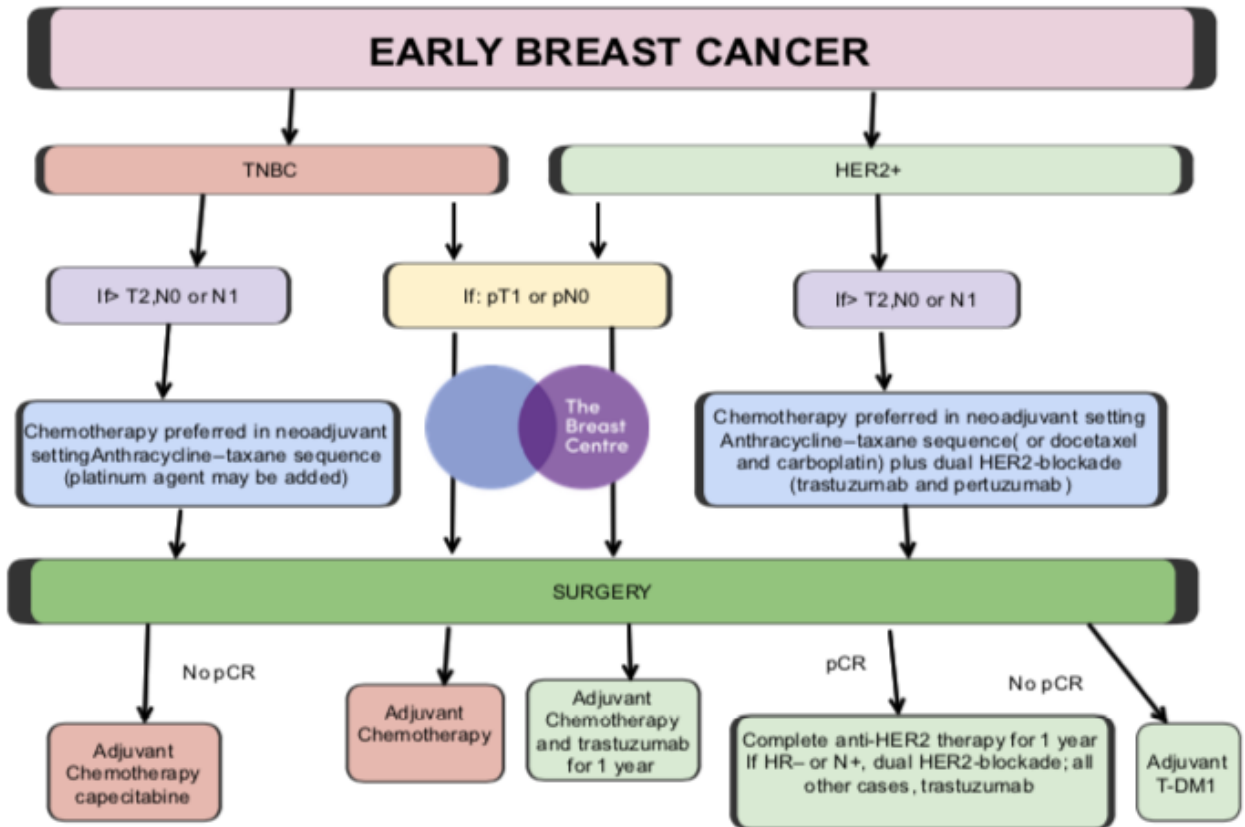 EARLY BREAST CANCER
TNBC
HER2+
If> T2,N0 or N1
If: pT1 or pN0
If> T2,N0 or N1
Chemotherapy preferred in neoadjuvant
settingAnthracycline–taxane sequence
(platinum agent may be added)
The
Breast
Centre
Chemotherapy preferred in neoadjuvant setting
Anthracycline–taxane sequence( or docetaxel
and carboplatin) plus dual HER2-blockade
(trastuzumab and pertuzumab )
SURGERY
No pCR
pCR
No pCR
Adjuvant
Chemotherapy
capecitabine
Adjuvant
Chemotherapy
Adjuvant
Chemotherapy
and trastuzumab
for 1 year
Complete anti-HER2 therapy for 1 year
If HR– or N+, dual HER2-blockade; all
other cases, trastuzumab
Adjuvant
T-DM1